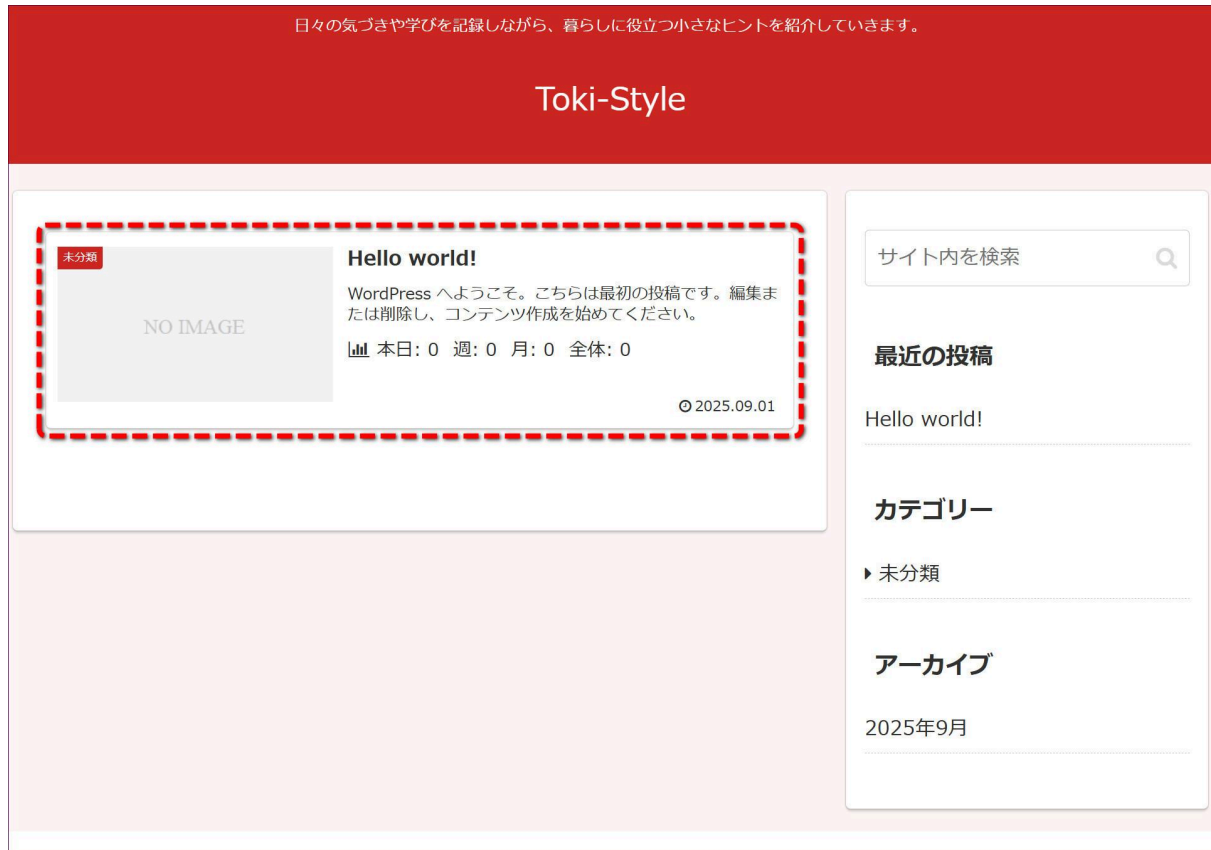 日々の気づきや学びを記録しながら、暮らしに役立つ小さなヒントを紹介していきます。
Toki-Style
未分類
NO IMAGE
Hello world!
WordPress へようこそ。こちらは最初の投稿です。編集ま
たは削除し、コンテンツ作成を始めてください。
本日: 0 週: 0 月: 0 全体: 0
2025.09.01
サイト内を検索
最近の投稿
Hello world!
カテゴリー
未分類
アーカイブ
2025年9月